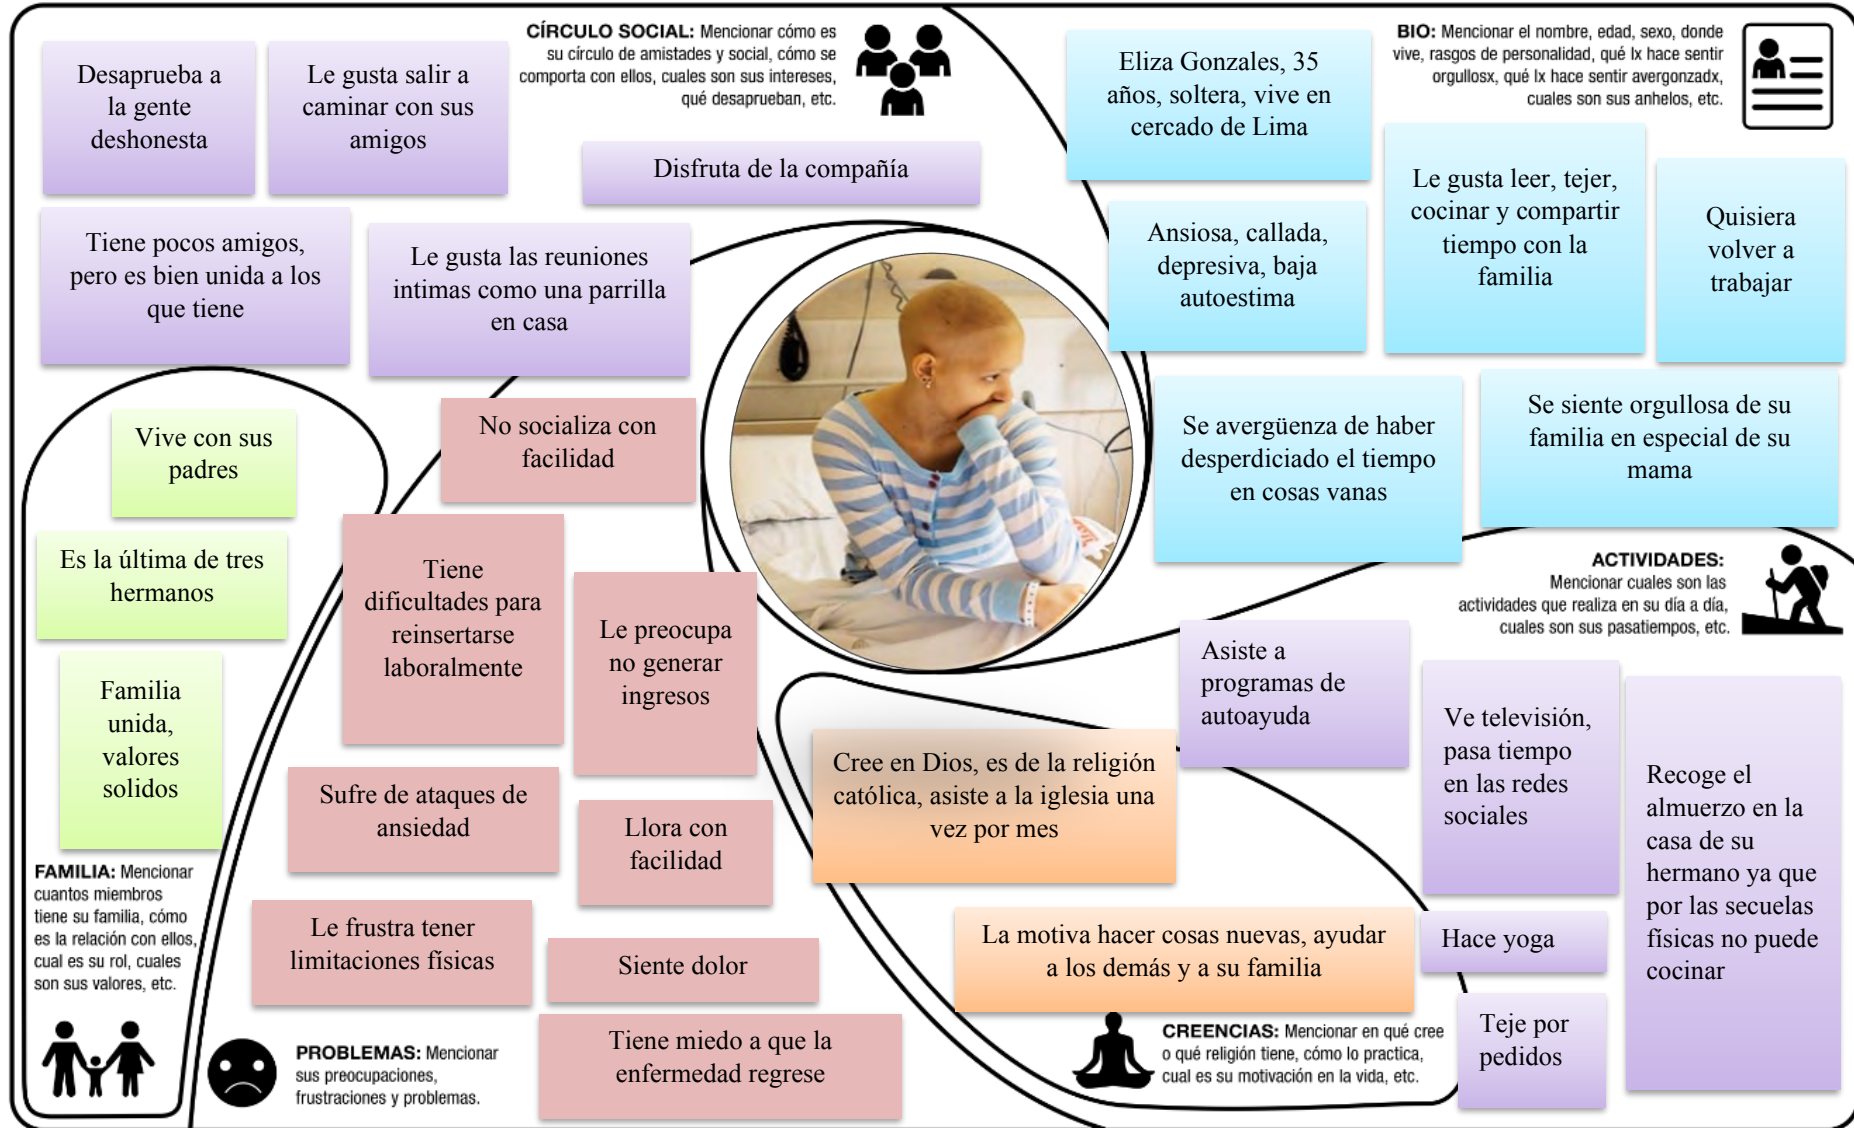 CÍRCULO SOCIAL: Mencionar cómo es
su círculo de amistades y social, cómo se
comporta con ellos, cuales son sus intereses,
qué desaprueban, etc.
Desaprueba a
la gente
deshonesta
Le gusta salir a
caminar con sus
amigos
Disfruta de la compañía
Tiene pocos amigos,
pero es bien unida a los
que tiene
Le gusta las reuniones
intimas como una parrilla
en casa
BIO: Mencionar el nombre, edad, sexo, donde
vive, rasgos de personalidad, qué lx hace sentir
orgullosx, qué lx hace sentir avergonzadx,
cuales son sus anhelos, etc.
Eliza Gonzales, 35
años, soltera, vive en
cercado de Lima
Ansiosa, callada,
depresiva, baja
autoestima
Le gusta leer, tejer,
cocinar y compartir
tiempo con la
familia
Quisiera
volver a
trabajar
Se avergüenza de haber
desperdiciado el tiempo
en cosas vanas
Se siente orgullosa de su
familia en especial de su
mama
Vive con sus
padres
Es la última de tres
hermanos
Familia
unida,
valores
solidos
FAMILIA: Mencionar
cuantos miembros
tiene su familia, cómo
es la relación con ellos,
cual es su rol, cuales
son sus valores, etc.
No socializa con
facilidad
Tiene
dificultades para
reinsertarse
laboralmente
Le preocupa
no generar
ingresos
Sufre de ataques de
ansiedad
Llora con
facilidad
Le frustra tener
limitaciones físicas
Siente dolor
Tiene miedo a que la
enfermedad regrese
PROBLEMAS: Mencionar
sus preocupaciones,
frustraciones y problemas.
Cree en Dios, es de la religión
católica, asiste a la iglesia una
vez por mes
La motiva hacer cosas nuevas, ayudar
a los demás y a su familia
CREENCIAS: Mencionar en qué cree
o qué religión tiene, cómo lo practica,
cual es su motivación en la vida, etc.
ACTIVIDADES:
Mencionar cuales son las
actividades que realiza en su día a día,
cuales son sus pasatiempos, etc.
Asiste a
programas de
autoayuda
Ve televisión,
pasa tiempo
en las redes
sociales
Recoge el
almuerzo en la
casa de su
hermano ya que
por las secuelas
físicas no puede
cocinar
Hace yoga
Teje por
pedidos